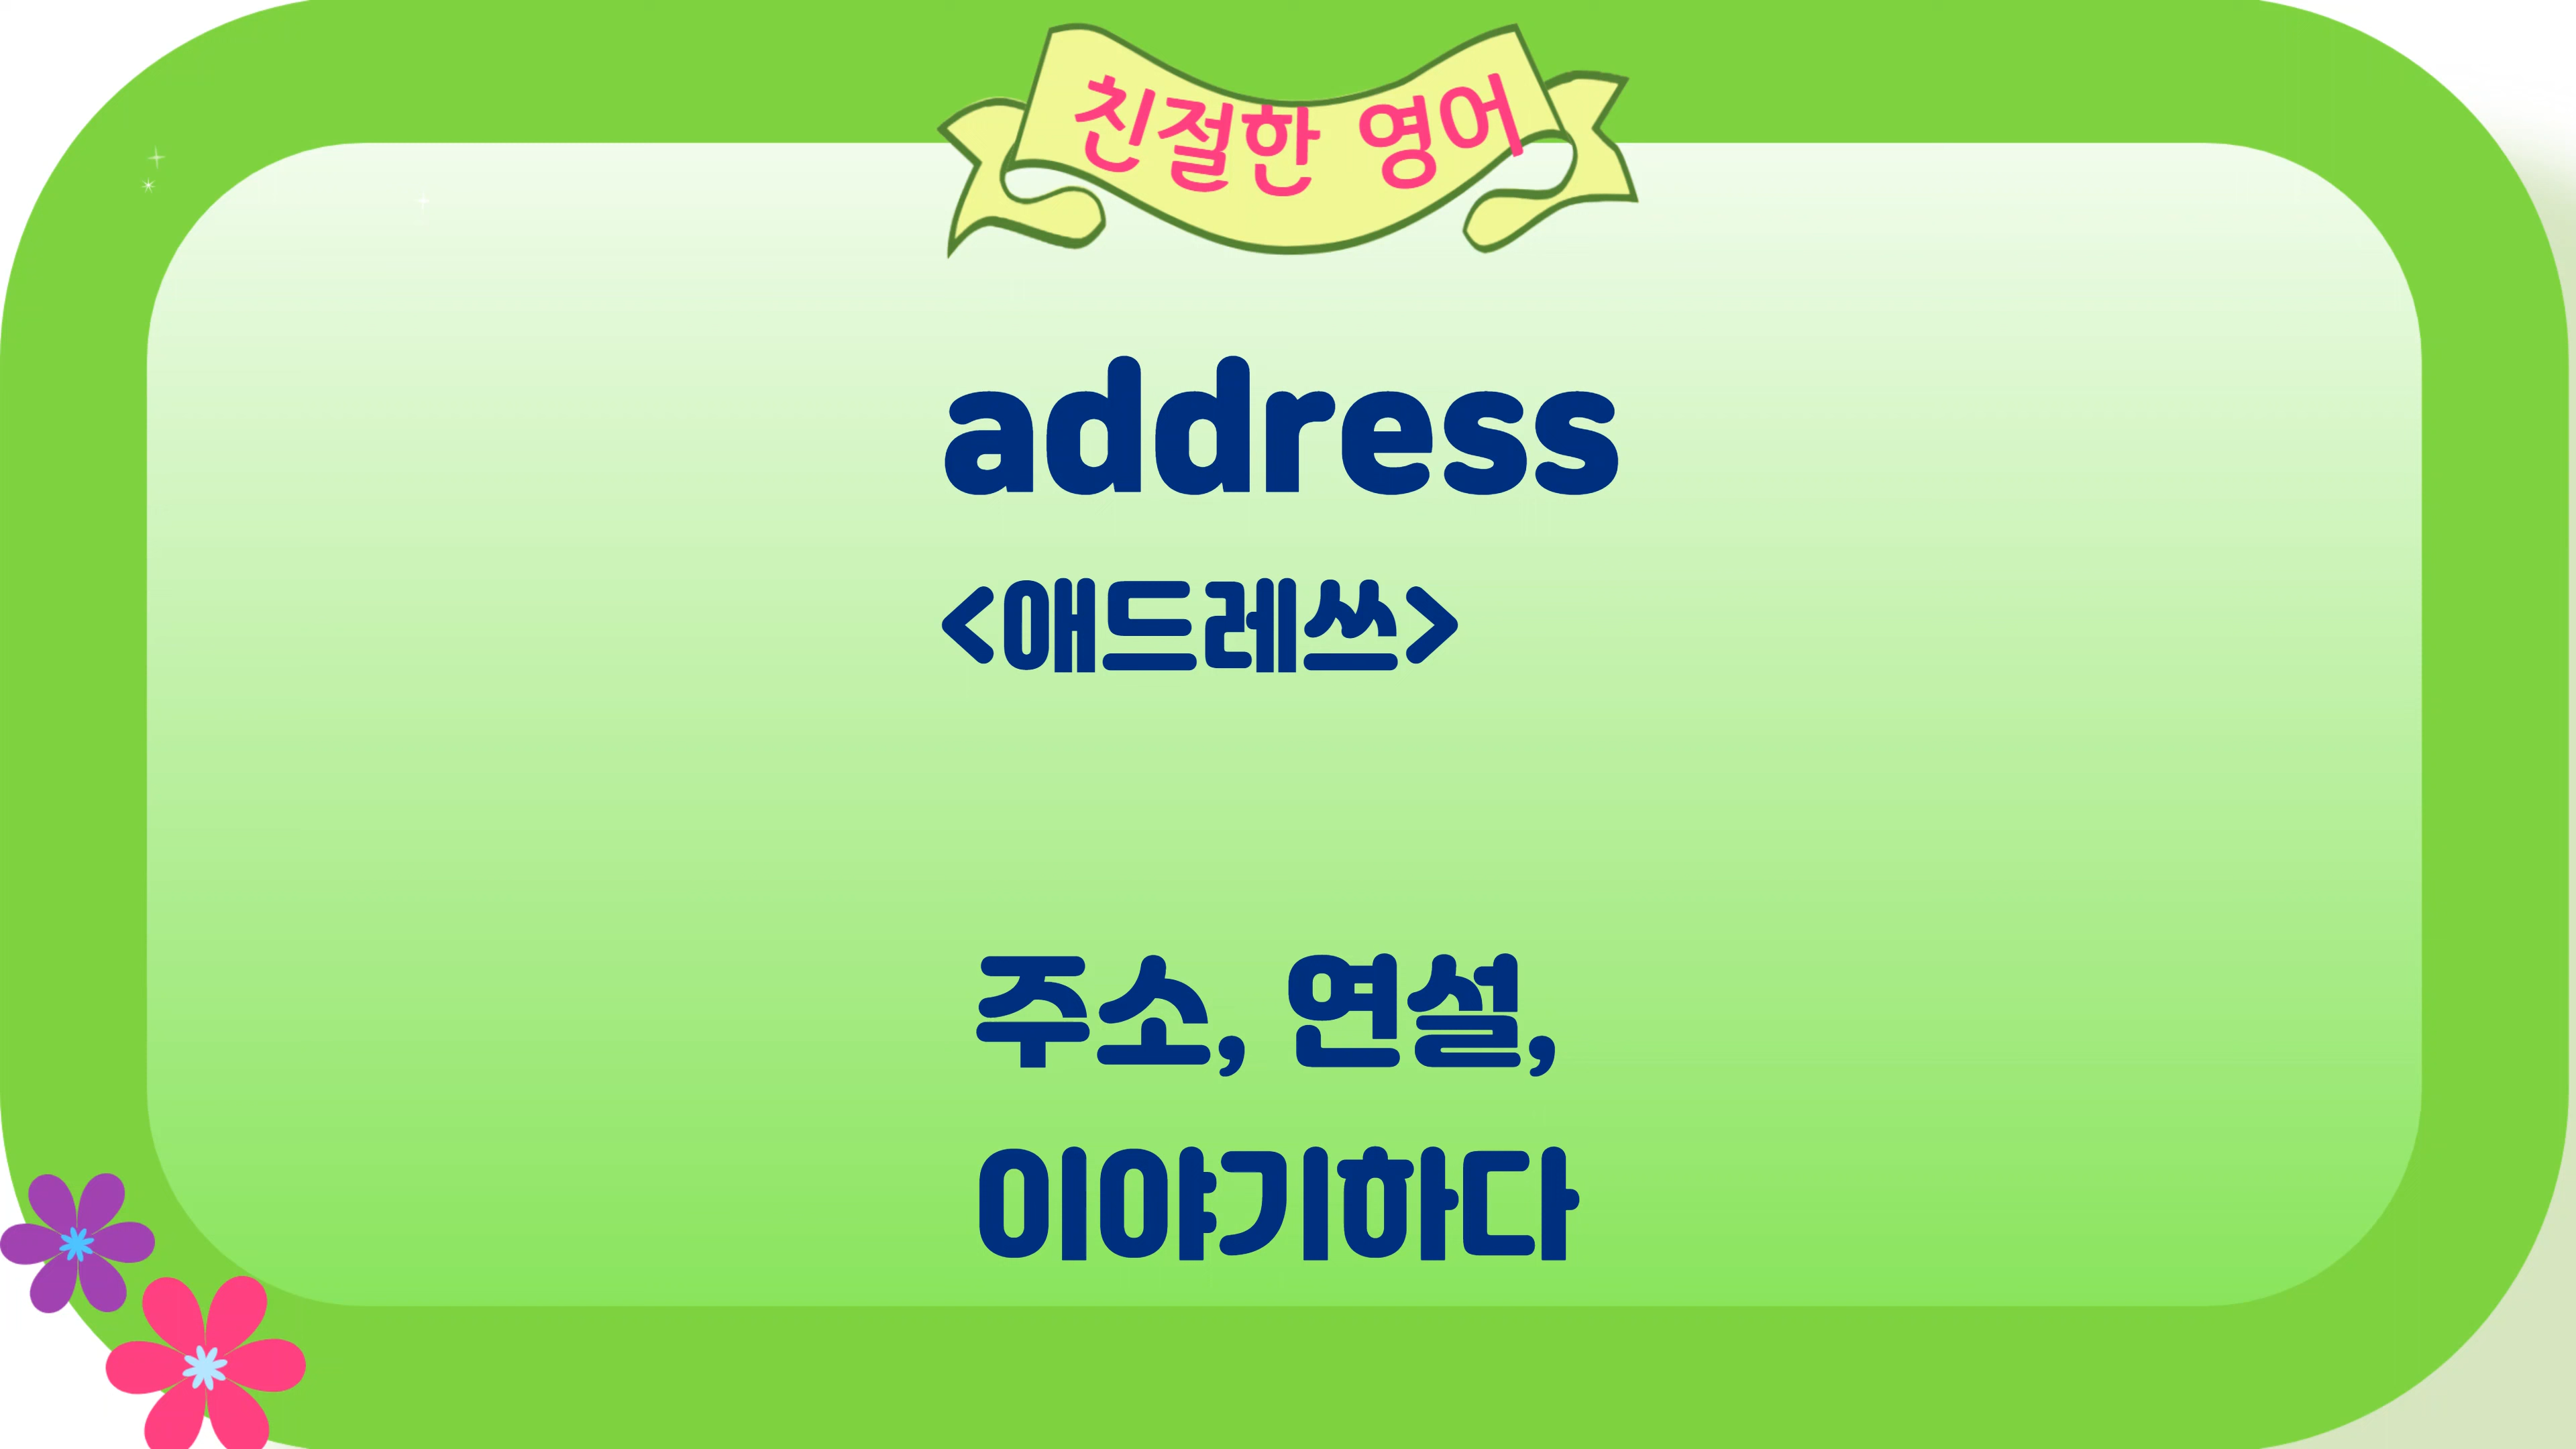 친절한 영어
address
<애드레쓰>
주소, 연설,
이야기하다